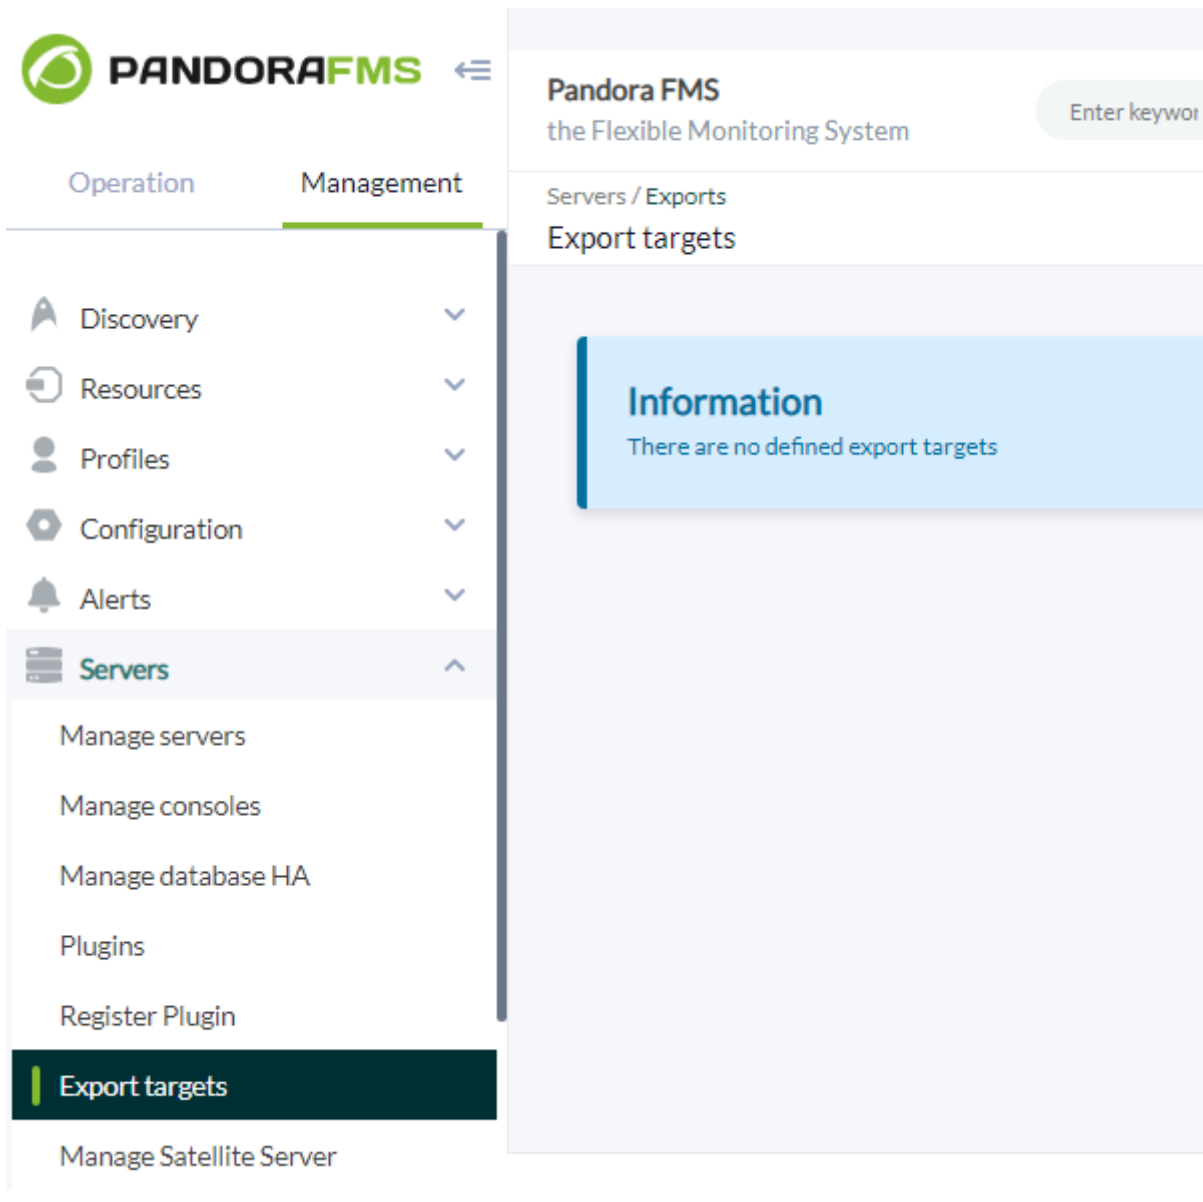 PANDORAFMS
Operation
Management
Discovery
Resources
Profiles
Configuration
Alerts
Servers
Manage servers
Manage consoles
Manage database HA
Plugins
Register Plugin
Export targets
Manage Satellite Server
Pandora FMS
the Flexible Monitoring System
Enter keywor
Servers / Exports
Export targets
Information
There are no defined export targets